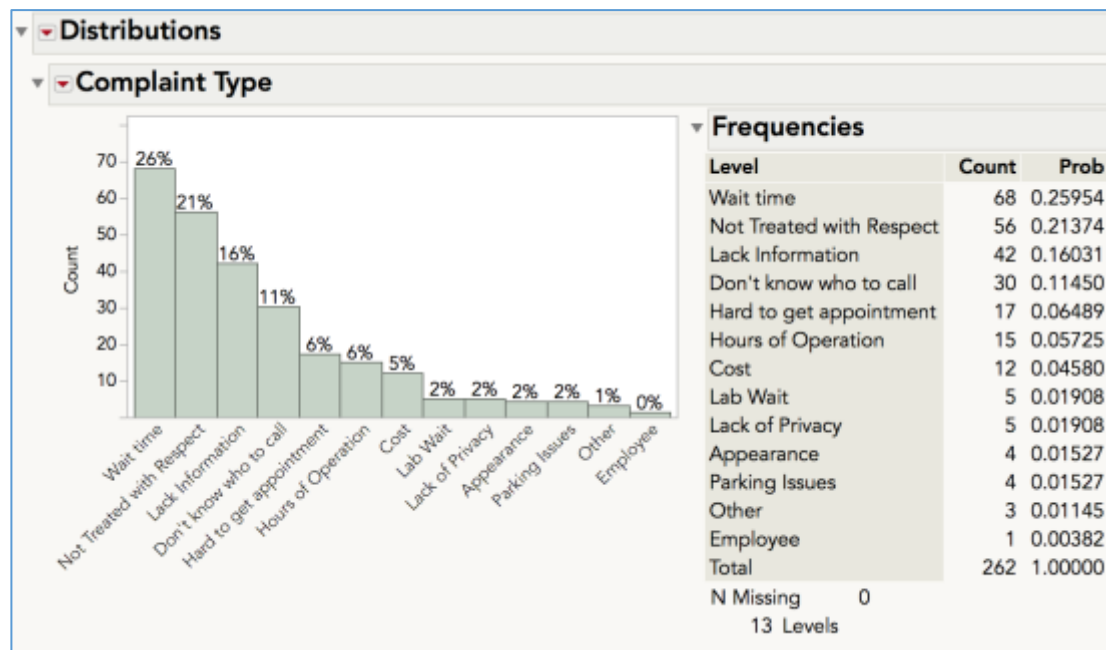 Distributions
Complaint Type
Count
70
60
50
40
30
20
10
26%
21%
16%
11%
6%
6%
5%
2%
2%
2%
2%
1%
0%
Wait time
Not Treated with Respect
Lack Information
Don't know who to call
Hard to get appointment
Hours of Operation
Cost
Lab Wait
Lack of Privacy
Appearance
Parking Issues
Other
Employee
Frequencies
Level Count Prob
Wait time 68 0.25954
Not Treated with Respect 56 0.21374
Lack Information 42 0.16031
Don't know who to call 30 0.11450
Hard to get appointment 17 0.06489
Hours of Operation 15 0.05725
Cost 12 0.04580
Lab Wait 5 0.01908
Lack of Privacy 5 0.01908
Appearance 4 0.01527
Parking Issues 4 0.01527
Other 3 0.01145
Employee 1 0.00382
Total 262 1.00000
N Missing 0
13 Levels